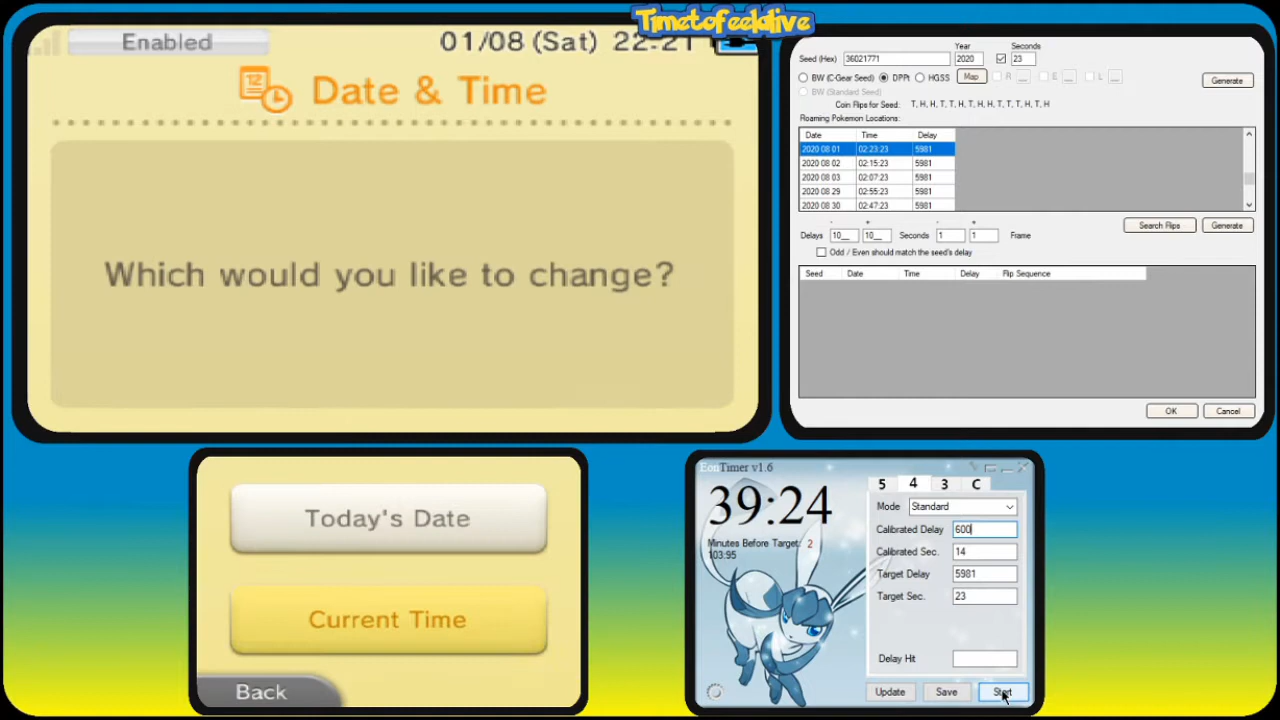 Timetofeelalive
Enabled
01/08 (Sat) 22:21
Date & Time
Which would you like to change?
Today's Date
Current Time
Back
Seed (Hex) 36021771 Year 2020 Seconds 23
BW (C-Gear Seed) DPPt HGSS Map R ... E ... L ... Generate
BW (Standard Seed)
Coin Flips for Seed: T, H, H, T, T, H, T, H, H, T, T, T, H, T, H
Roaming Pokemon Locations:
Date Time Delay
2020 08 01 02:23:23 5981
2020 08 02 02:15:23 5981
2020 08 03 02:07:23 5981
2020 08 29 02:55:23 5981
2020 08 30 02:47:23 5981
Search Flips Generate
- + - +
Delays 10__ 10__ Seconds 1 1 Frame
Odd / Even should match the seed's delay
Seed Date Time Delay Flip Sequence
OK Cancel
EonTimer v1.6
39:24
Minutes Before Target: 2
103:95
5 4 3 C
Mode Standard
Calibrated Delay 600
Calibrated Sec. 14
Target Delay 5981
Target Sec. 23
Delay Hit
Update Save Start